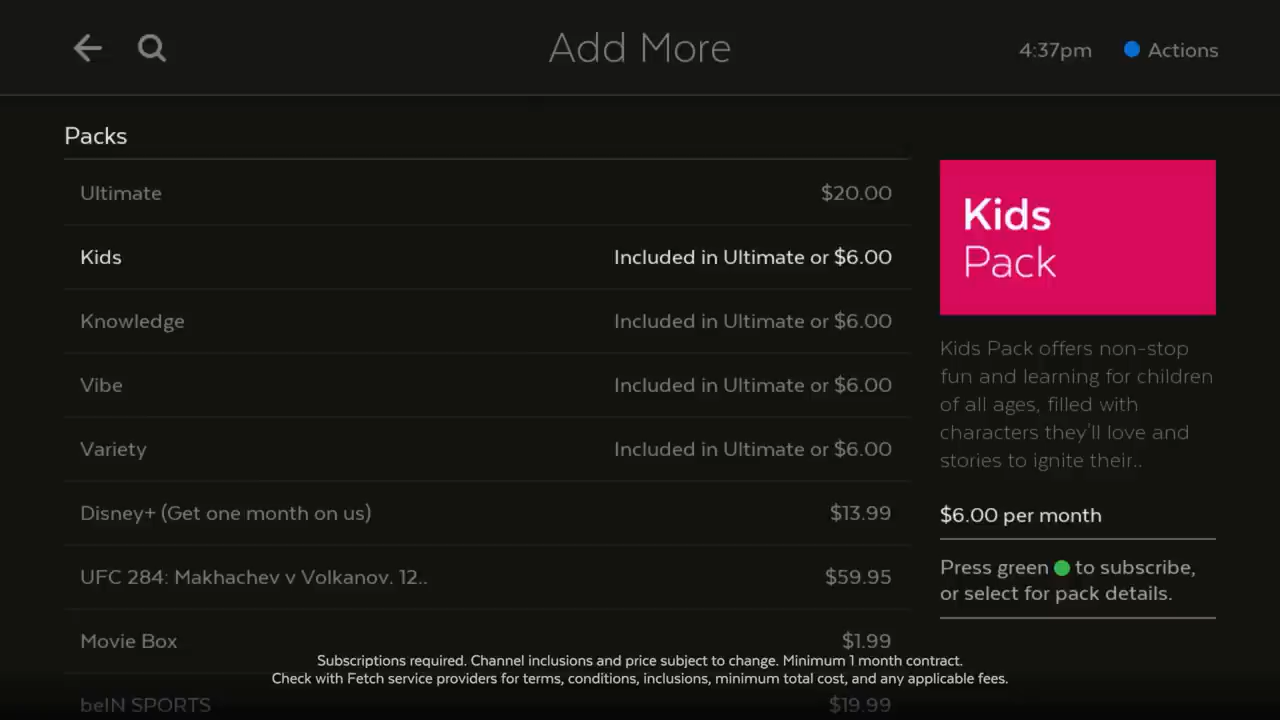 Add More
4:37pm
Actions
Packs
Ultimate $20.00
Kids Included in Ultimate or $6.00
Knowledge Included in Ultimate or $6.00
Vibe Included in Ultimate or $6.00
Variety Included in Ultimate or $6.00
Disney+ (Get one month on us) $13.99
UFC 284: Makhachev v Volkanov. 12.. $59.95
Movie Box $1.99
beIN SPORTS $19.99
Kids
Pack
Kids Pack offers non-stop
fun and learning for children
of all ages, filled with
characters they'll love and
stories to ignite their..
$6.00 per month
Press green to subscribe,
or select for pack details.
Subscriptions required. Channel inclusions and price subject to change. Minimum 1 month contract.
Check with Fetch service providers for terms, conditions, inclusions, minimum total cost, and any applicable fees.